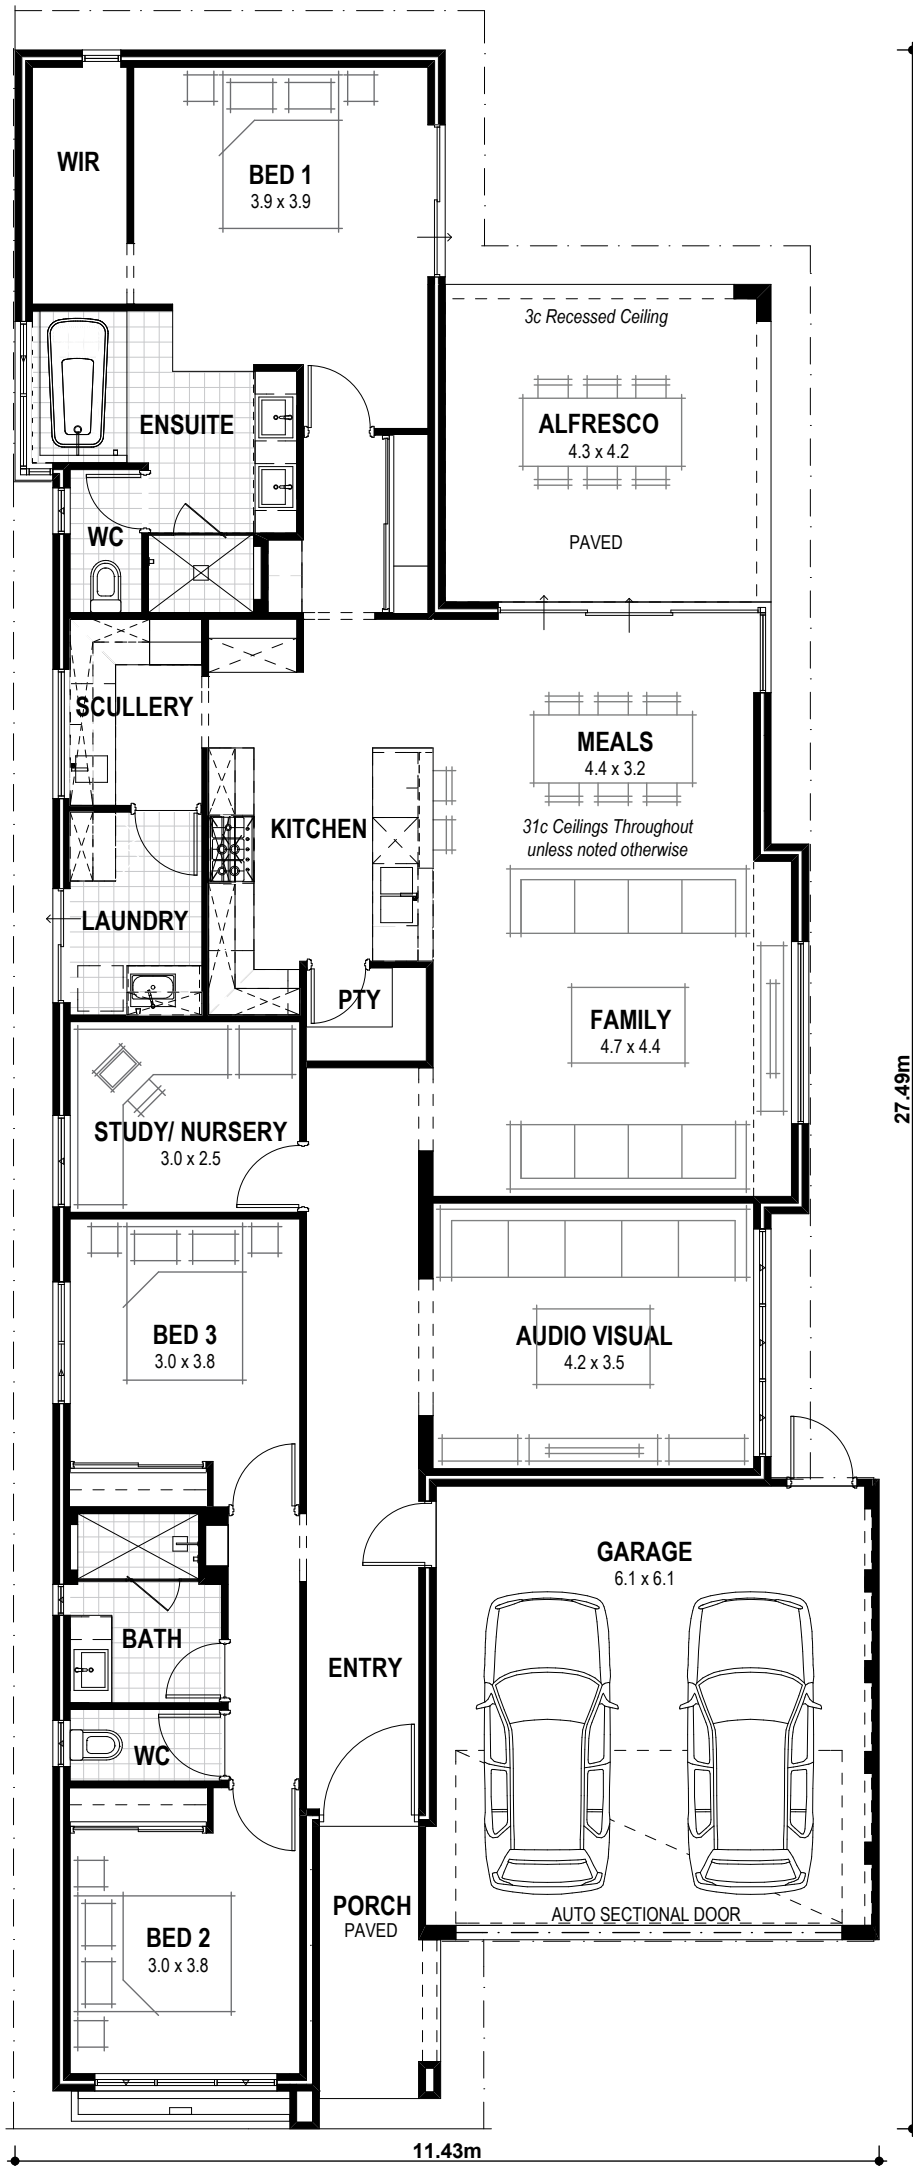 WIR
BED 1
3.9 x 3.9
3c Recessed Ceiling
ENSUITE
ALFRESCO
4.3 x 4.2
WC
PAVED
SCULLERY
MEALS
4.4 x 3.2
KITCHEN
31c Ceilings Throughout
unless noted otherwise
LAUNDRY
PTY
FAMILY
4.7 x 4.4
27.49m
STUDY/ NURSERY
3.0 x 2.5
BED 3
3.0 x 3.8
AUDIO VISUAL
4.2 x 3.5
GARAGE
6.1 x 6.1
BATH
ENTRY
WC
PORCH
PAVED
AUTO SECTIONAL DOOR
BED 2
3.0 x 3.8
11.43m